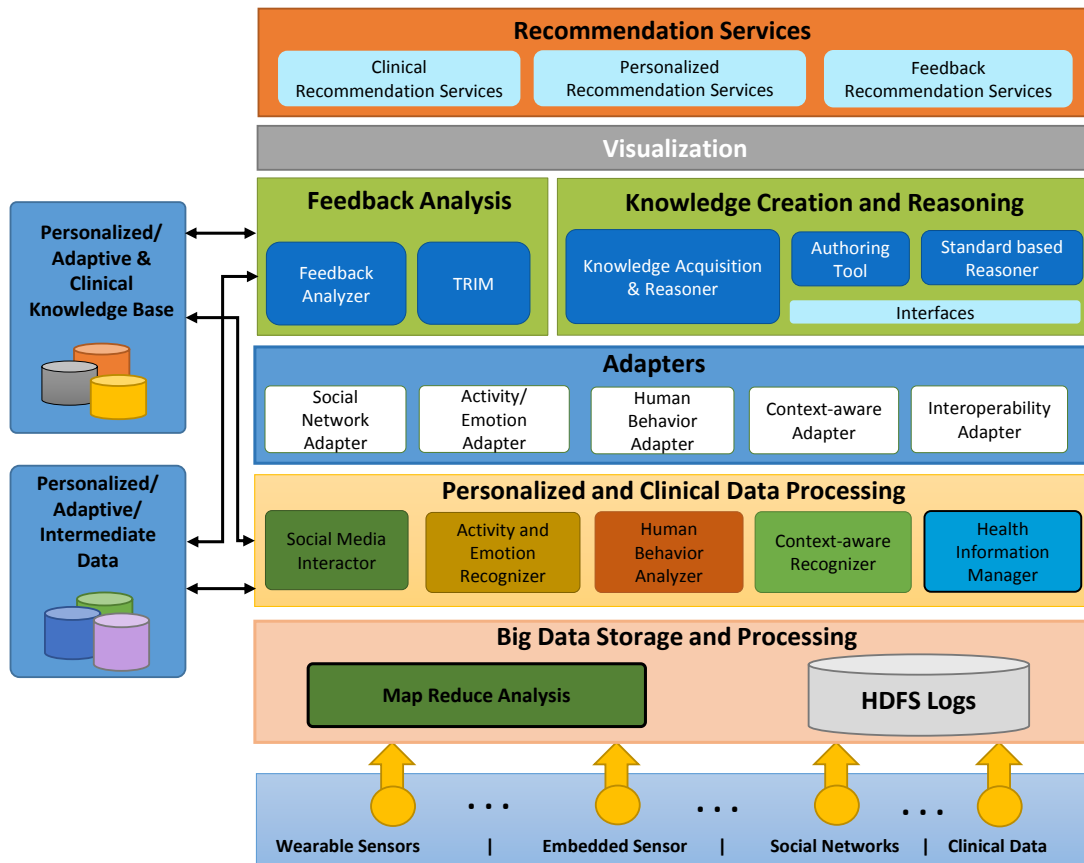 Recommendation Services
Clinical
Recommendation Services
Personalized
Recommendation Services
Feedback
Recommendation Services
Visualization
Personalized/
Adaptive &
Clinical
Knowledge Base
Feedback Analysis
Feedback
Analyzer
TRIM
Knowledge Creation and Reasoning
Knowledge Acquisition
& Reasoner
Authoring
Tool
Standard based
Reasoner
Interfaces
Adapters
Social
Network
Adapter
Activity/
Emotion
Adapter
Human
Behavior
Adapter
Context-aware
Adapter
Interoperability
Adapter
Personalized/
Adaptive/
Intermediate
Data
Personalized and Clinical Data Processing
Social Media
Interactor
Activity and
Emotion
Recognizer
Human
Behavior
Analyzer
Context-aware
Recognizer
Health
Information
Manager
Big Data Storage and Processing
Map Reduce Analysis
HDFS Logs
. . .
. . .
. . .
Wearable Sensors | Embedded Sensor | Social Networks | Clinical Data